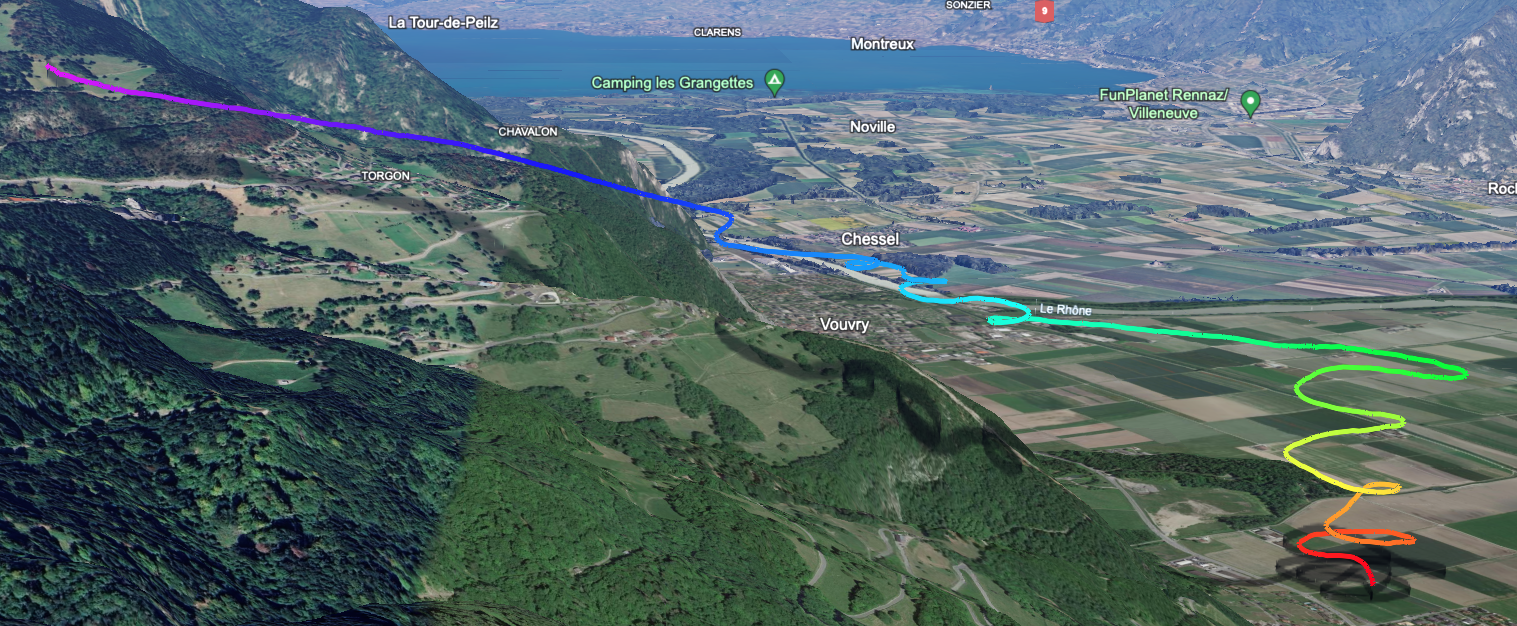 SONZIER
9
La Tour-de-Peilz
CLARENS
Montreux
Camping les Grangettes
FunPlanet Rennaz/
Villeneuve
CHAVALON
Noville
TORGON
Roch
Chessel
Le Rhône
Vouvry